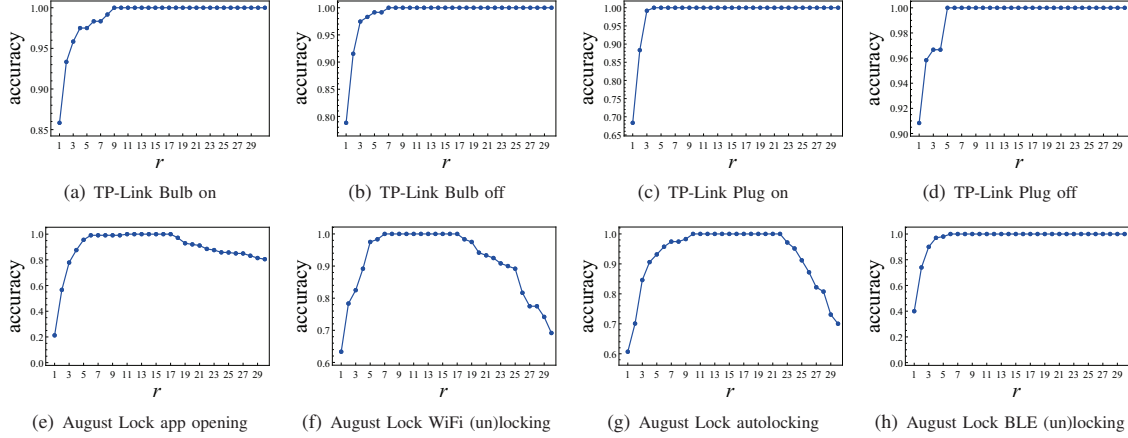 accuracy
1.00
0.95
0.90
0.85
1 3 5 7 9 11 13 15 17 19 21 23 25 27 29
r
(a) TP-Link Bulb on
accuracy
1.00
0.95
0.90
0.85
0.80
1 3 5 7 9 11 13 15 17 19 21 23 25 27 29
r
(b) TP-Link Bulb off
accuracy
1.00
0.95
0.90
0.85
0.80
0.75
0.70
0.65
1 3 5 7 9 11 13 15 17 19 21 23 25 27 29
r
(c) TP-Link Plug on
accuracy
1.00
0.98
0.96
0.94
0.92
0.90
1 3 5 7 9 11 13 15 17 19 21 23 25 27 29
r
(d) TP-Link Plug off
accuracy
1.0
0.8
0.6
0.4
0.2
0.0
1 3 5 7 9 11 13 15 17 19 21 23 25 27 29
r
(e) August Lock app opening
accuracy
1.0
0.9
0.8
0.7
0.6
1 3 5 7 9 11 13 15 17 19 21 23 25 27 29
r
(f) August Lock WiFi (un)locking
accuracy
1.0
0.9
0.8
0.7
0.6
1 3 5 7 9 11 13 15 17 19 21 23 25 27 29
r
(g) August Lock autolocking
accuracy
1.0
0.8
0.6
0.4
0.2
0.0
1 3 5 7 9 11 13 15 17 19 21 23 25 27 29
r
(h) August Lock BLE (un)locking